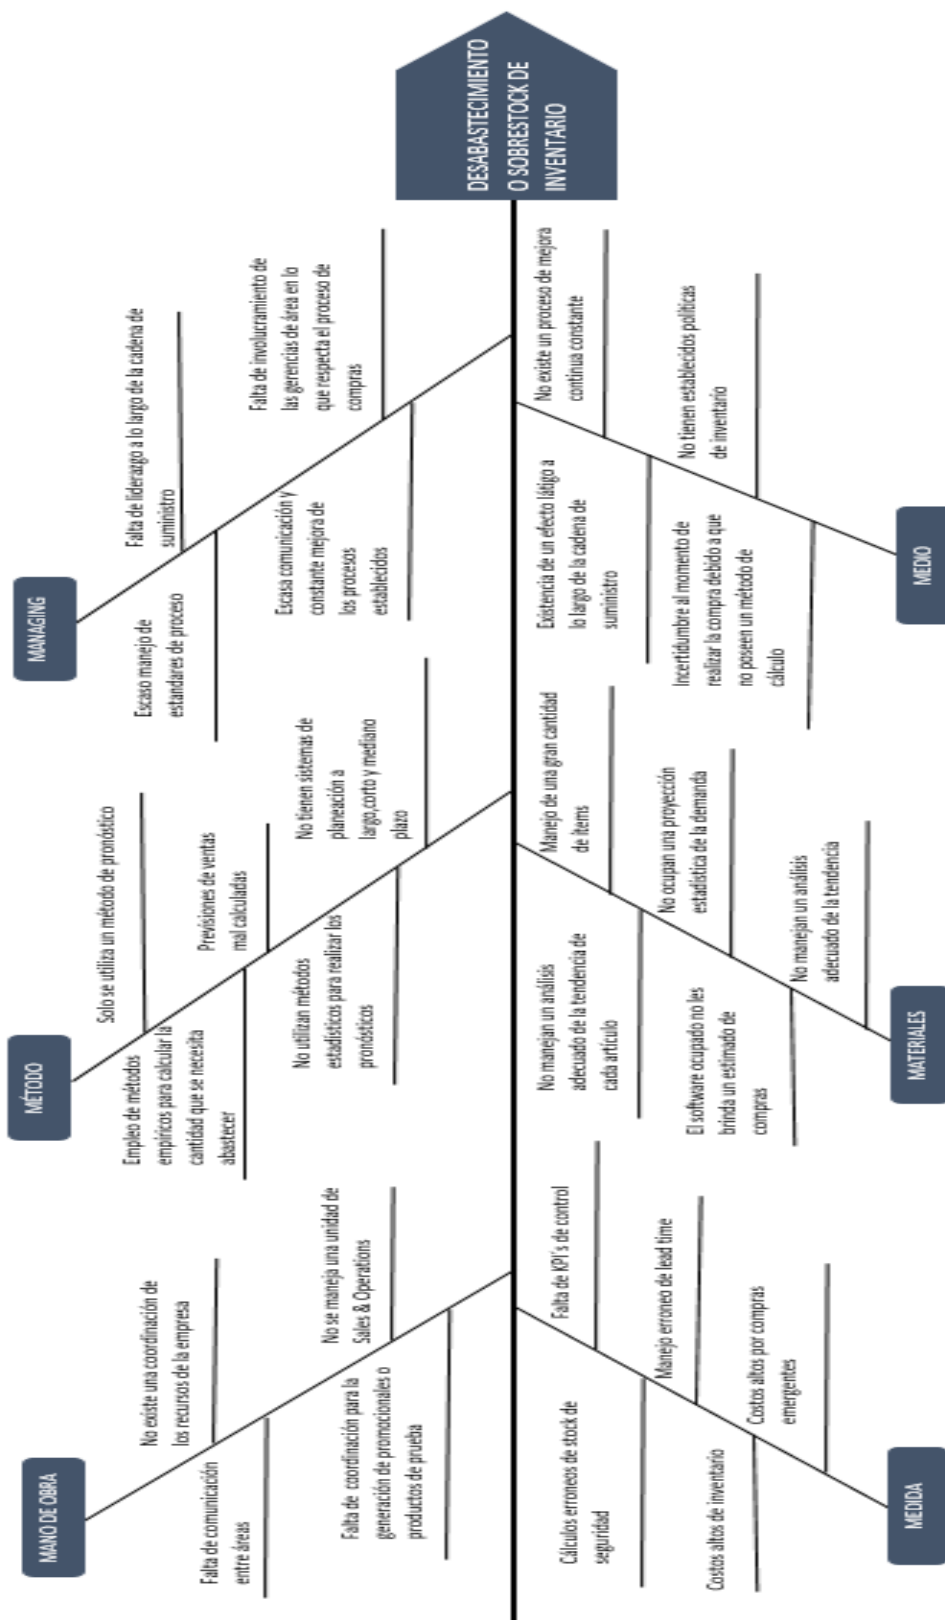 MANO DE OBRA
No existe una coordinación de
los recursos de la empresa
Falta de comunicación
entre áreas
No se maneja una unidad de
Sales & Operations
Falta de coordinación para la
generación de promocionales o
productos de prueba
MÉTODO
Solo se utiliza un método de pronóstico
Empleo de métodos
empíricos para calcular la
cantidad que se necesita
abastecer
Previsiones de ventas
mal calculadas
No utilizan métodos
estadísticos para realizar los
pronósticos
No tienen sistemas de
planeación a
largo,corto y mediano
plazo
MANAGING
Falta de liderazgo a lo largo de la cadena de
suministro
Escaso manejo de
estandares de proceso
Falta de involucramiento de
las gerencias de área en lo
que respecta el proceso de
compras
Escasa comunicación y
constante mejora de
los procesos
establecidos
DESABASTECIMIENTO
O SOBRESTOCK DE
INVENTARIO
Falta de KPI´s de control
Cálculos erroneos de stock de
seguridad
Manejo erroneo de lead time
Costos altos de inventario
Costos altos por compras
emergentes
MEDIDA
Manejo de una gran cantidad
de items
No manejan un análisis
adecuado de la tendencia de
cada artículo
No ocupan una proyección
estadística de la demanda
El software ocupado no les
brinda un estimado de
compras
No manejan un análisis
adecuado de la tendencia
MATERIALES
No existe un proceso de mejora
continua constante
Existencia de un efecto látigo a
lo largo de la cadena de
suministro
No tienen establecidos políticas
de inventario
Incertidumbre al momento de
realizar la compra debido a que
no poseen un método de
cálculo
MEDIO